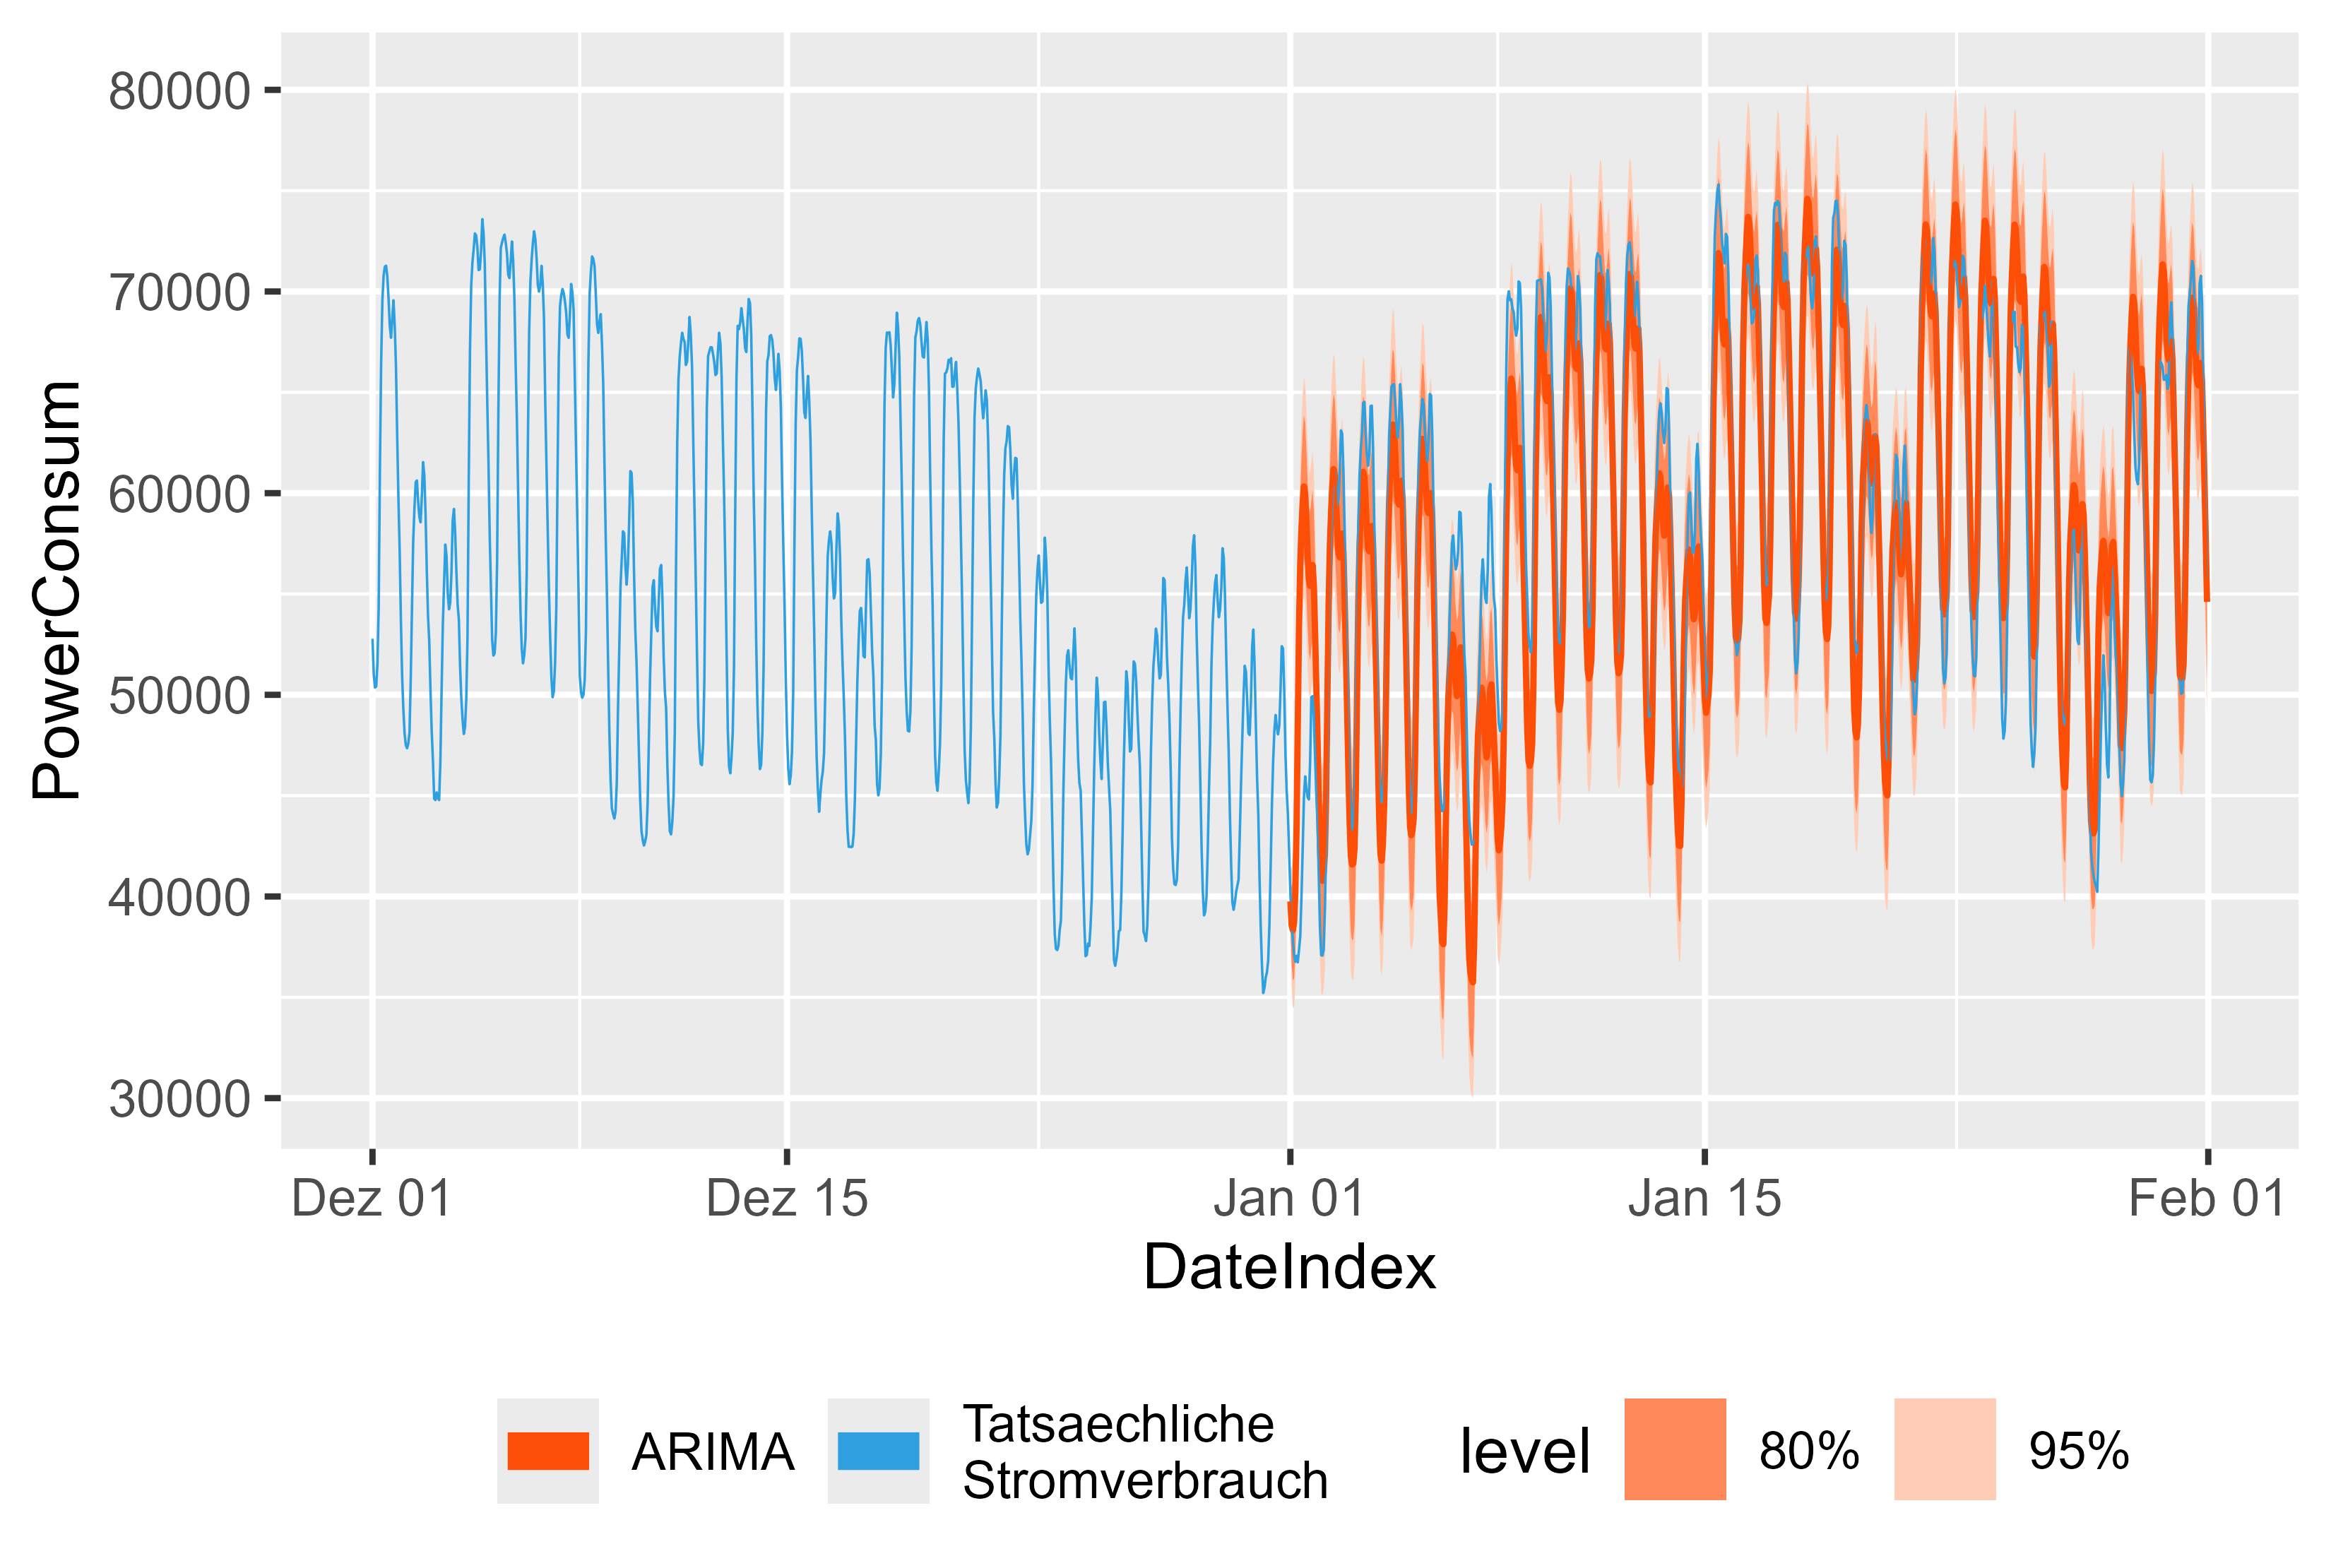 80000
70000
60000
50000
40000
30000
PowerConsum
Dez 01 Dez 15 Jan 01 Jan 15 Feb 01
DateIndex
ARIMA
Tatsaechliche
Stromverbrauch
level 80% 95%